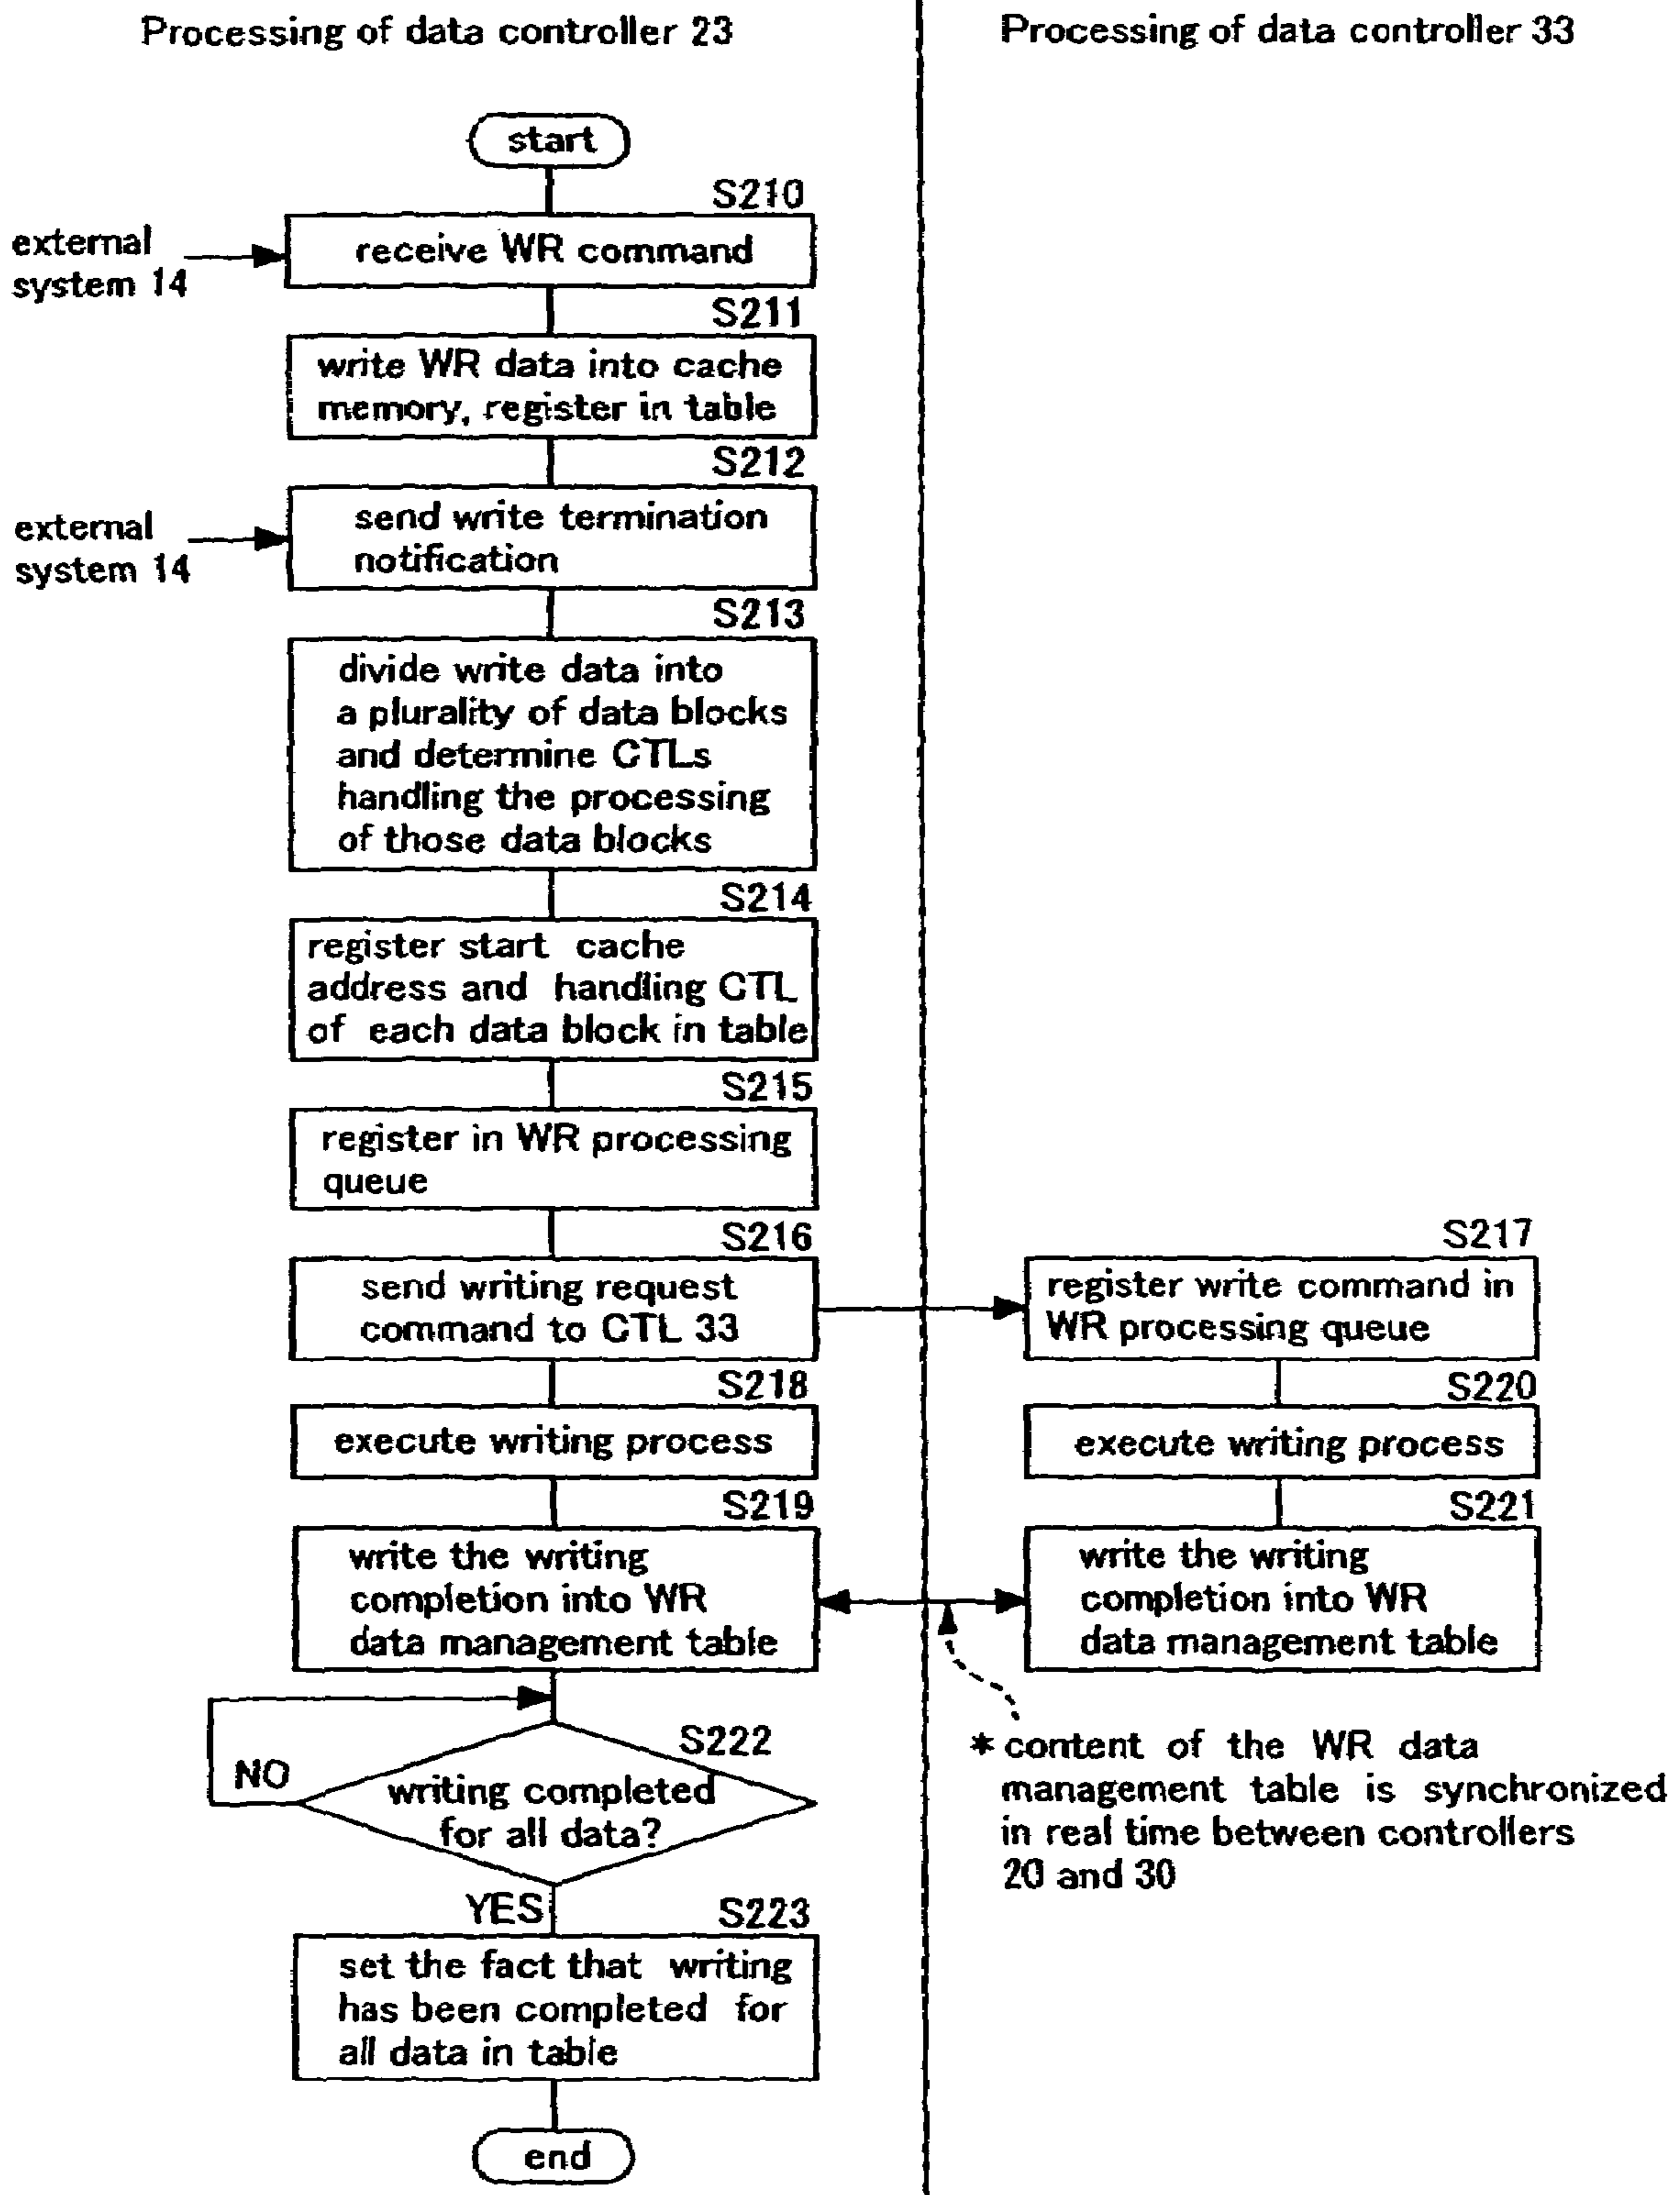 Processing of data controller 23
Processing of data controller 33
start
S210
external
system 14
receive WR command
S211
write WR data into cache
memory, register in table
S212
external
system 14
send write termination
notification
S213
divide write data into
a plurality of data blocks
and determine CTLs
handling the processing
of those data blocks
S214
register start cache
address and handling CTL
of each data block in table
S215
register in WR processing
queue
S216
send writing request
command to CTL 33
S217
register write command in
WR processing queue
S218
execute writing process
S220
execute writing process
S219
write the writing
completion into WR
data management table
S221
write the writing
completion into WR
data management table
S222
NO
writing completed
for all data?
* content of the WR data
management table is synchronized
in real time between controllers
20 and 30
YES
S223
set the fact that writing
has been completed for
all data in table
end